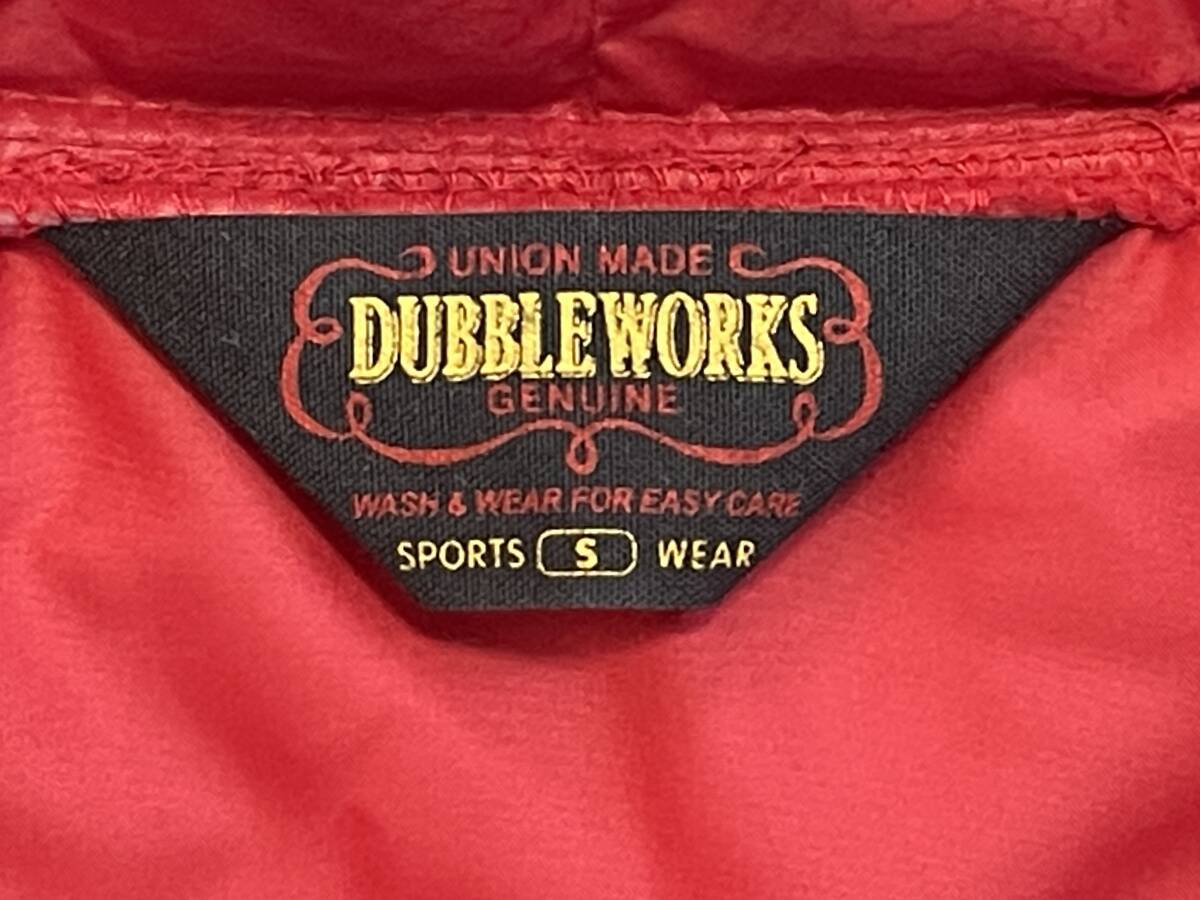 UNION MADE
DUBBLEWORKS
GENUINE
WASH & WEAR FOR EASY CARE
SPORTS S WEAR